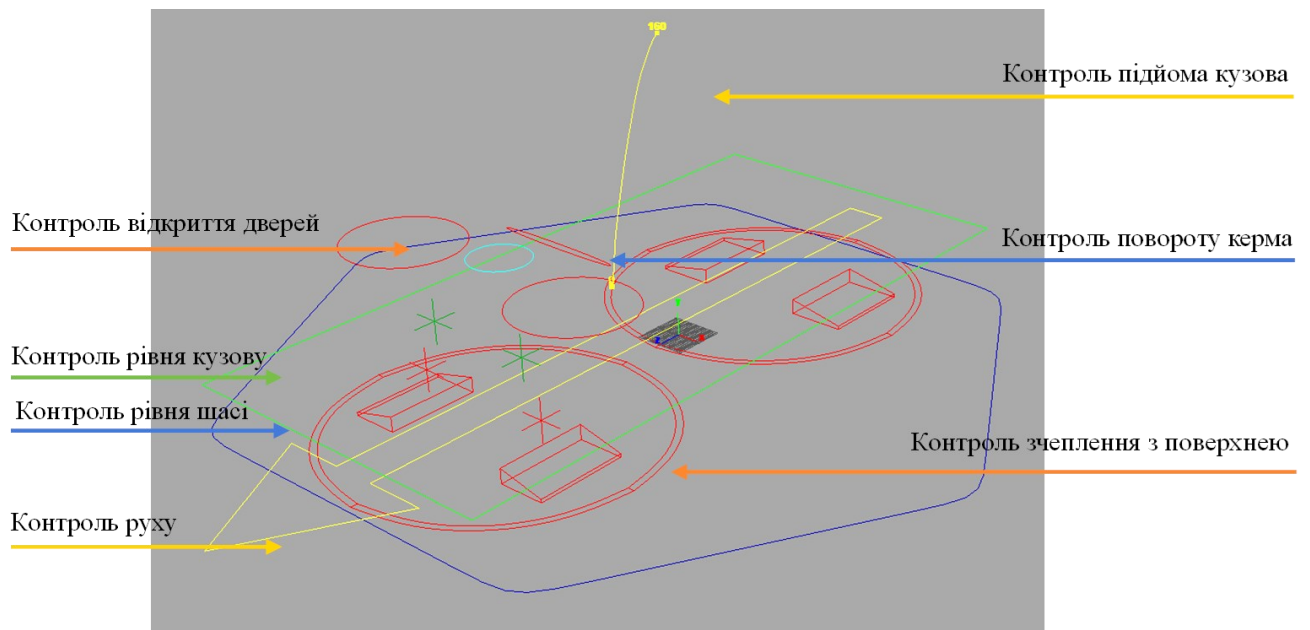 160
Контроль підйома кузова
Контроль відкриття дверей
Контроль повороту керма
Контроль рівня кузову
Контроль рівня шасі
Контроль зчеплення з поверхнею
Контроль руху